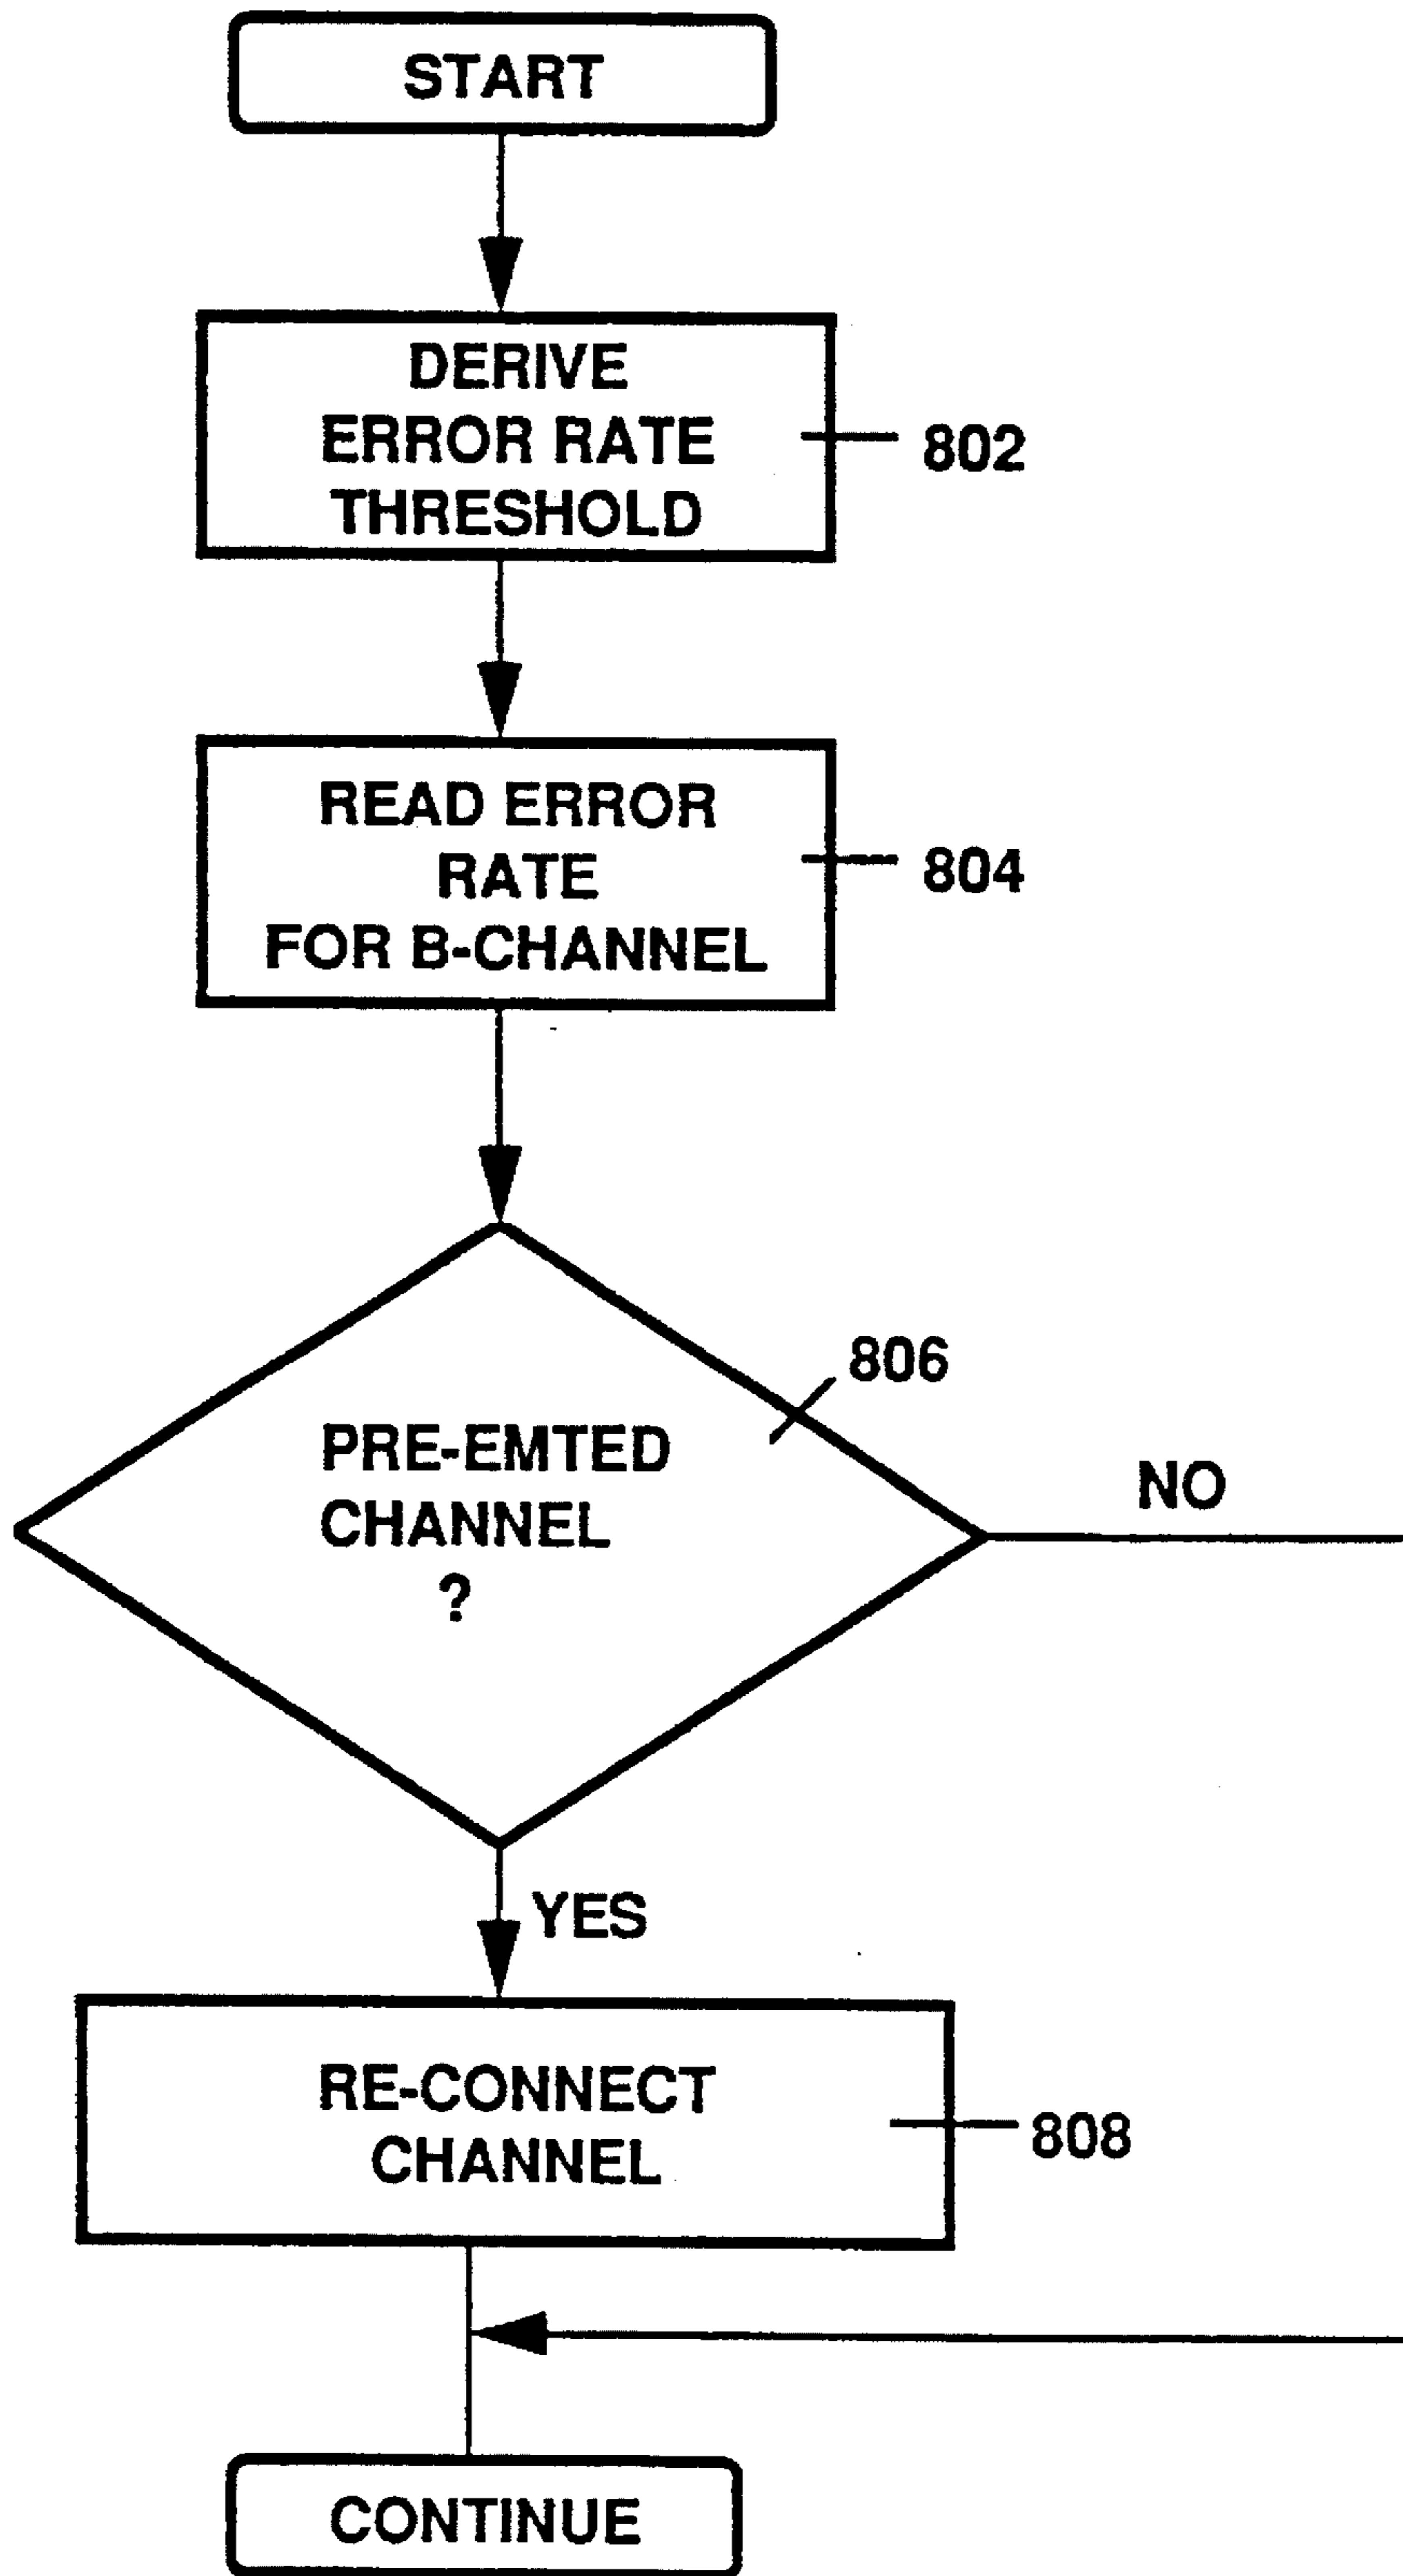 START
DERIVE
ERROR RATE
THRESHOLD
802
READ ERROR
RATE
FOR B-CHANNEL
804
806
PRE-EMTED
CHANNEL
?
NO
YES
RE-CONNECT
CHANNEL
808
CONTINUE